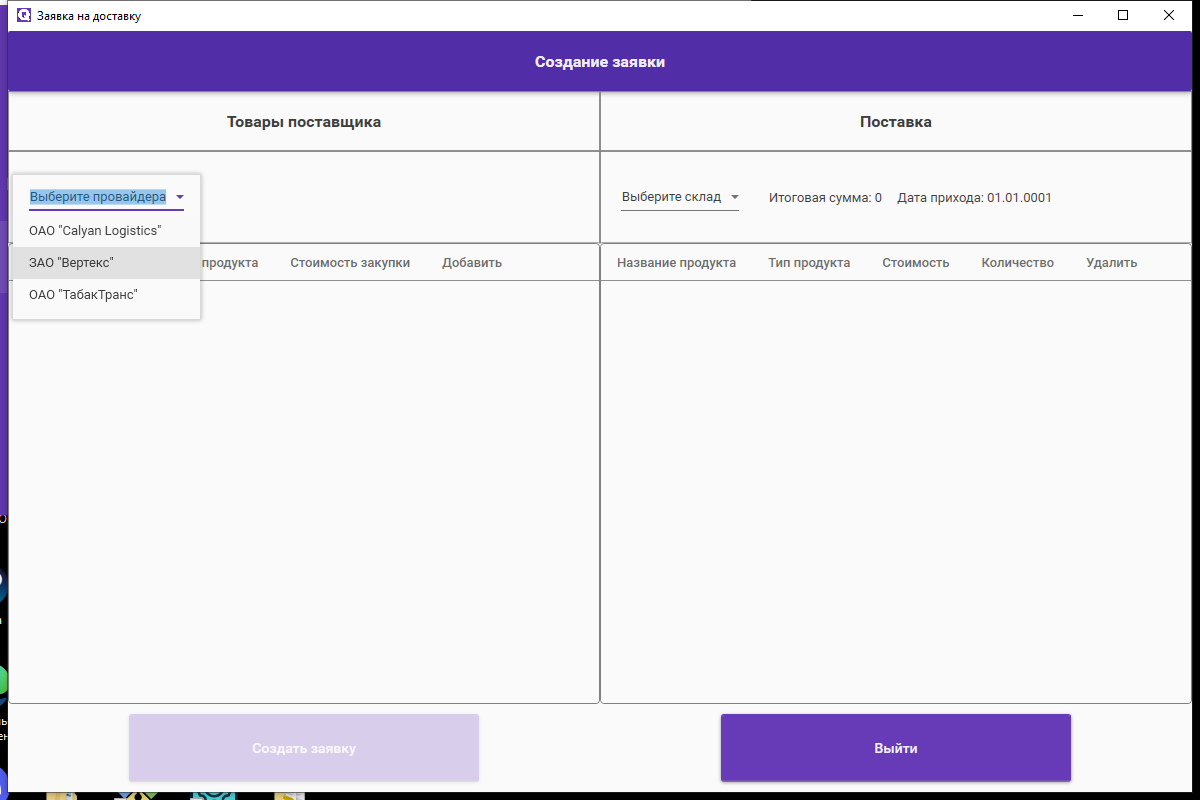 Заявка на доставку
Создание заявки
Товары поставщика
Поставка
Выберите провайдера
Выберите склад
Итоговая сумма: 0
Дата прихода: 01.01.0001
ОАО "Calyan Logistics"
ЗАО "Вертекс"
ОАО "ТабакТранс"
продукта
Стоимость закупки
Добавить
Название продукта
Тип продукта
Стоимость
Количество
Удалить
Создать заявку
Выйти